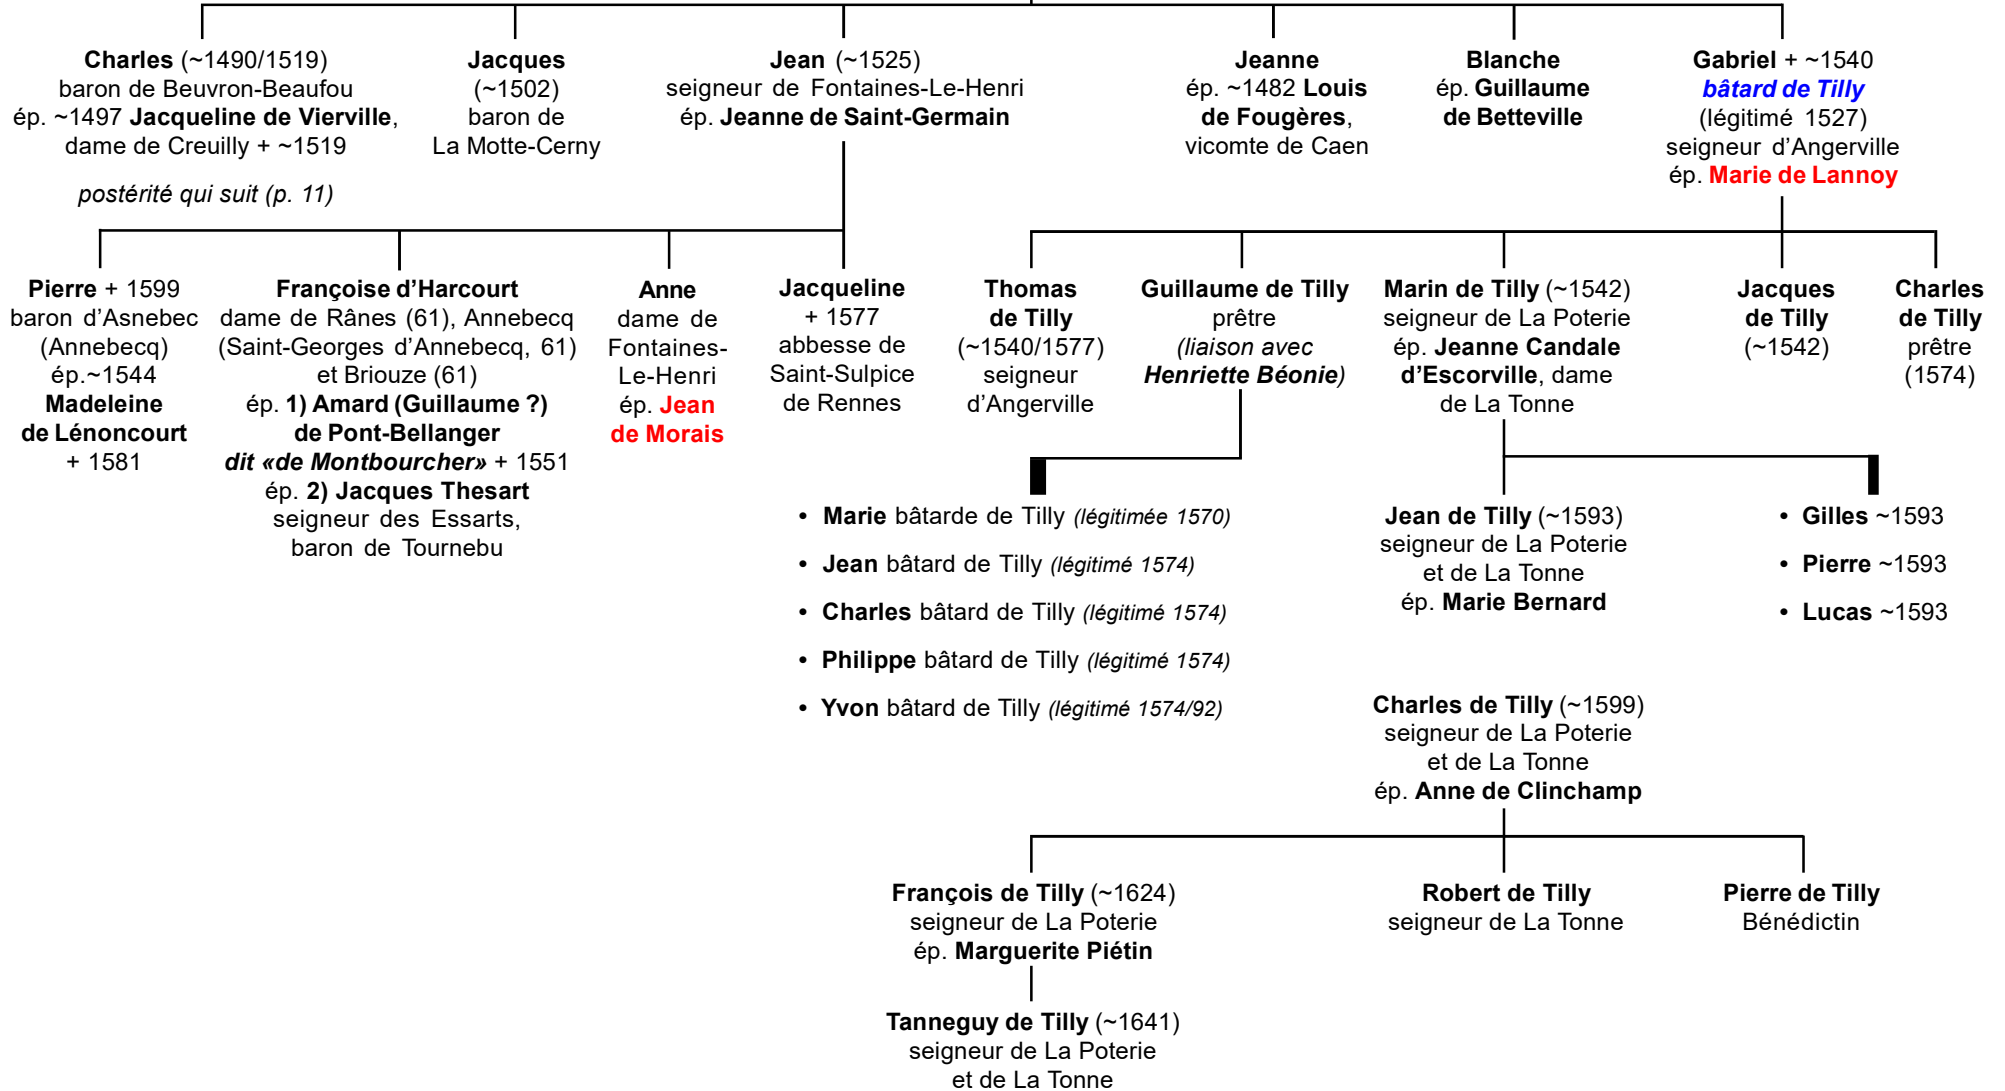 Charles (~1490/1519)
baron de Beuvron-Beaufou
ép. ~1497 Jacqueline de Vierville,
dame de Creuilly + ~1519
postérité qui suit (p. 11)
Jacques
(~1502)
baron de
La Motte-Cerny
Jean (~1525)
seigneur de Fontaines-Le-Henri
ép. Jeanne de Saint-Germain
Jeanne
ép. ~1482 Louis
de Fougères,
vicomte de Caen
Blanche
ép. Guillaume
de Betteville
Gabriel + ~1540
bâtard de Tilly
(légitimé 1527)
seigneur d’Angerville
ép. Marie de Lannoy
Pierre + 1599
baron d’Asnebec
(Annebecq)
ép.~1544
Madeleine
de Lénoncourt
+ 1581
Françoise d’Harcourt
dame de Rânes (61), Annebecq
(Saint-Georges d’Annebecq, 61)
et Briouze (61)
ép. 1) Amard (Guillaume ?)
de Pont-Bellanger
dit «de Montbourcher» + 1551
ép. 2) Jacques Thesart
seigneur des Essarts,
baron de Tournebu
Anne
dame de
Fontaines-
Le-Henri
ép. Jean
de Morais
Jacqueline
+ 1577
abbesse de
Saint-Sulpice
de Rennes
Thomas
de Tilly
(~1540/1577)
seigneur
d’Angerville
Guillaume de Tilly
prêtre
(liaison avec
Henriette Béonie)
Marin de Tilly (~1542)
seigneur de La Poterie
ép. Jeanne Candale
d’Escorville, dame
de La Tonne
Jacques
de Tilly
(~1542)
Charles
de Tilly
prêtre
(1574)
• Marie bâtarde de Tilly (légitimée 1570)
• Jean bâtard de Tilly (légitimé 1574)
• Charles bâtard de Tilly (légitimé 1574)
• Philippe bâtard de Tilly (légitimé 1574)
• Yvon bâtard de Tilly (légitimé 1574/92)
Jean de Tilly (~1593)
seigneur de La Poterie
et de La Tonne
ép. Marie Bernard
• Gilles ~1593
• Pierre ~1593
• Lucas ~1593
Charles de Tilly (~1599)
seigneur de La Poterie
et de La Tonne
ép. Anne de Clinchamp
François de Tilly (~1624)
seigneur de La Poterie
ép. Marguerite Piétin
Robert de Tilly
seigneur de La Tonne
Pierre de Tilly
Bénédictin
Tanneguy de Tilly (~1641)
seigneur de La Poterie
et de La Tonne